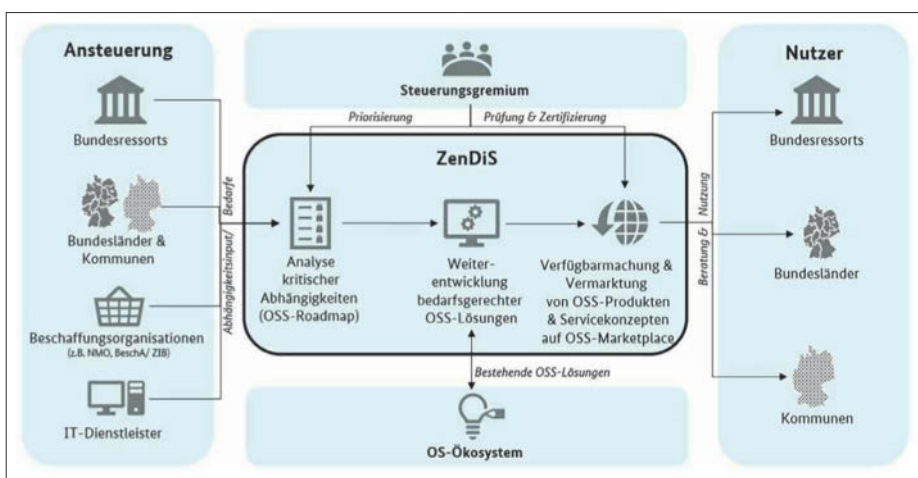 Ansteuerung
Bundesressorts
Bundesländer &
Kommunen
Beschaffungsorganisationen
(z.B. NMO, BeschA/ ZIB)
IT-Dienstleister
Abhängigkeitsinput/
Bedarfe
Steuerungsgremium
Priorisierung
Prüfung & Zertifizierung
ZenDiS
Analyse
kritischer
Abhängigkeiten
(OSS-Roadmap)
Weiter-
entwicklung
bedarfsgerechter
OSS-Lösungen
Verfügbarmachung &
Vermarktung
von OSS-Produkten
& Servicekonzepten
auf OSS-Marketplace
Bestehende OSS-Lösungen
OS-Ökosystem
Beratung &
Nutzung
Nutzer
Bundesressorts
Bundesländer
Kommunen